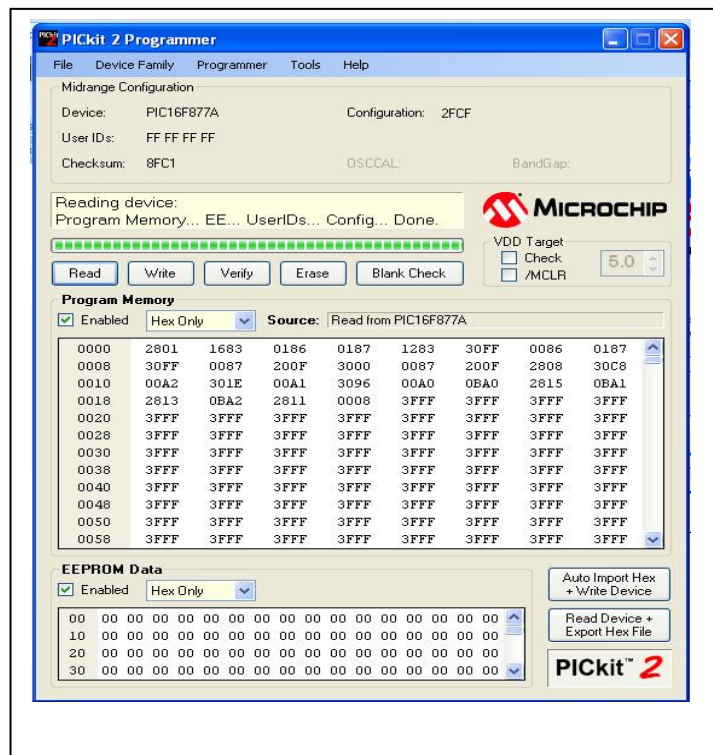 PICkit 2 Programmer
File Device Family Programmer Tools Help
Midrange Configuration
Device: PIC16F877A Configuration: 2FCF
User IDs: FF FF FF FF
Checksum: 8FC1 OSCCAL: BandGap:
Reading device:
Program Memory... EE... UserIDs... Config... Done.
MICROCHIP
VDD Target
Check
/MCLR
5.0
Read Write Verify Erase Blank Check
Program Memory
Enabled Hex Only Source: Read from PIC16F877A
0000 2801 1683 0186 0187 1283 30FF 0086 0187
0008 30FF 0087 200F 3000 0087 200F 2808 30C8
0010 00A2 301E 00A1 3096 00A0 0BA0 2815 0BA1
0018 2813 0BA2 2811 0008 3FFF 3FFF 3FFF 3FFF
0020 3FFF 3FFF 3FFF 3FFF 3FFF 3FFF 3FFF 3FFF
0028 3FFF 3FFF 3FFF 3FFF 3FFF 3FFF 3FFF 3FFF
0030 3FFF 3FFF 3FFF 3FFF 3FFF 3FFF 3FFF 3FFF
0038 3FFF 3FFF 3FFF 3FFF 3FFF 3FFF 3FFF 3FFF
0040 3FFF 3FFF 3FFF 3FFF 3FFF 3FFF 3FFF 3FFF
0048 3FFF 3FFF 3FFF 3FFF 3FFF 3FFF 3FFF 3FFF
0050 3FFF 3FFF 3FFF 3FFF 3FFF 3FFF 3FFF 3FFF
0058 3FFF 3FFF 3FFF 3FFF 3FFF 3FFF 3FFF 3FFF
EEPROM Data
Enabled Hex Only
00 00 00 00 00 00 00 00 00 00 00 00 00 00 00 00 00
10 00 00 00 00 00 00 00 00 00 00 00 00 00 00 00 00
20 00 00 00 00 00 00 00 00 00 00 00 00 00 00 00 00
30 00 00 00 00 00 00 00 00 00 00 00 00 00 00 00 00
Auto Import Hex
+ Write Device
Read Device +
Export Hex File
PICkit™ 2